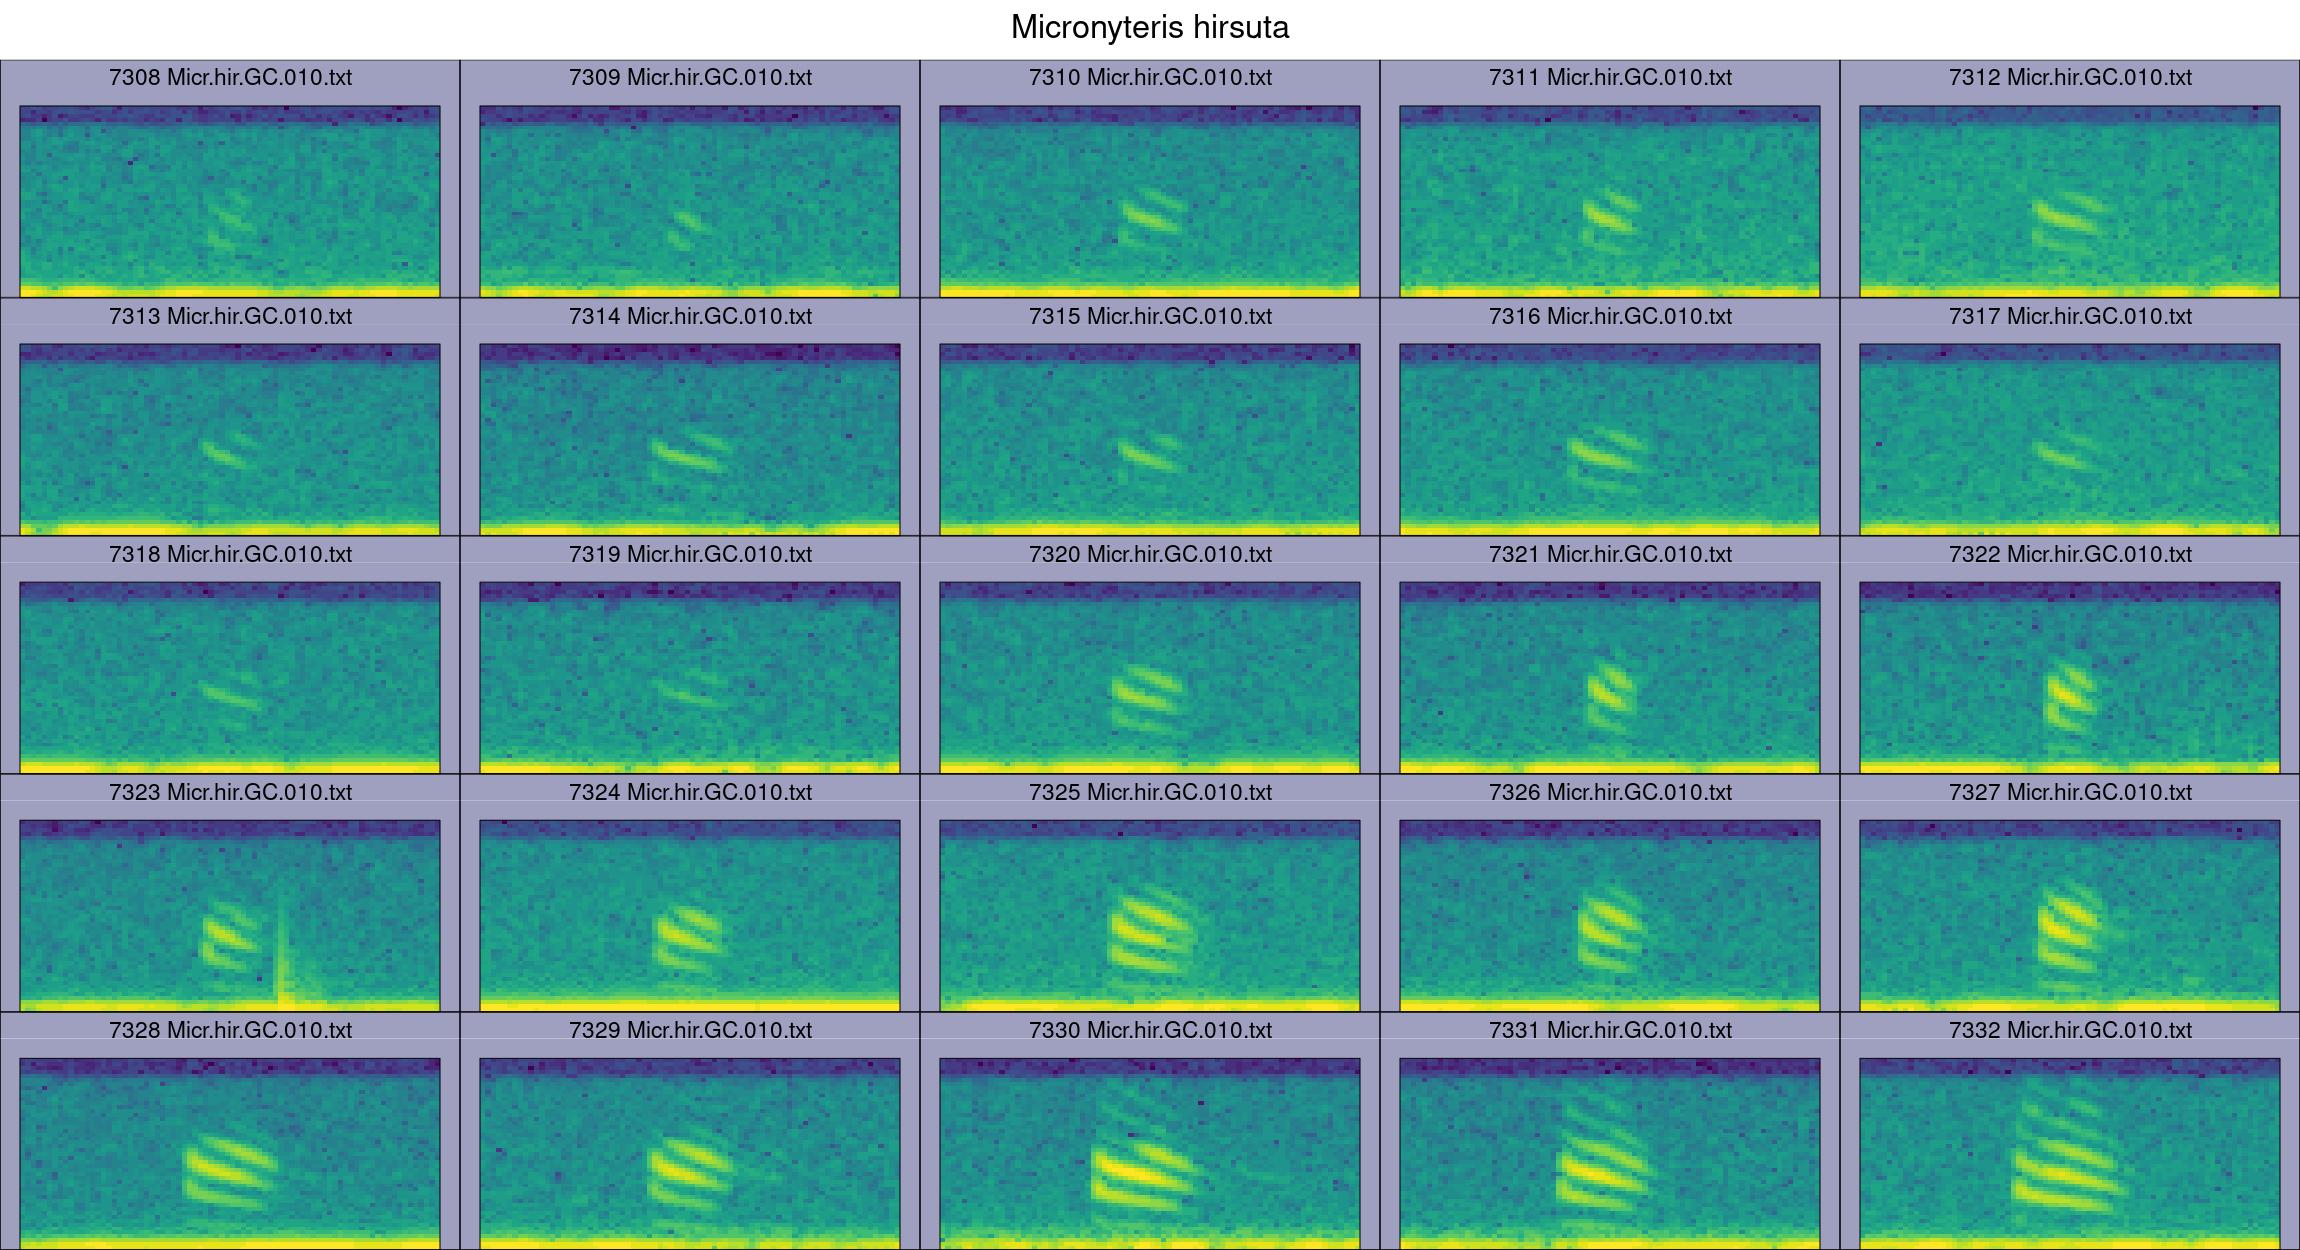 Micronyteris hirsuta
7308 Micr.hir.GC.010.txt
7309 Micr.hir.GC.010.txt
7310 Micr.hir.GC.010.txt
7311 Micr.hir.GC.010.txt
7312 Micr.hir.GC.010.txt
7313 Micr.hir.GC.010.txt
7314 Micr.hir.GC.010.txt
7315 Micr.hir.GC.010.txt
7316 Micr.hir.GC.010.txt
7317 Micr.hir.GC.010.txt
7318 Micr.hir.GC.010.txt
7319 Micr.hir.GC.010.txt
7320 Micr.hir.GC.010.txt
7321 Micr.hir.GC.010.txt
7322 Micr.hir.GC.010.txt
7323 Micr.hir.GC.010.txt
7324 Micr.hir.GC.010.txt
7325 Micr.hir.GC.010.txt
7326 Micr.hir.GC.010.txt
7327 Micr.hir.GC.010.txt
7328 Micr.hir.GC.010.txt
7329 Micr.hir.GC.010.txt
7330 Micr.hir.GC.010.txt
7331 Micr.hir.GC.010.txt
7332 Micr.hir.GC.010.txt